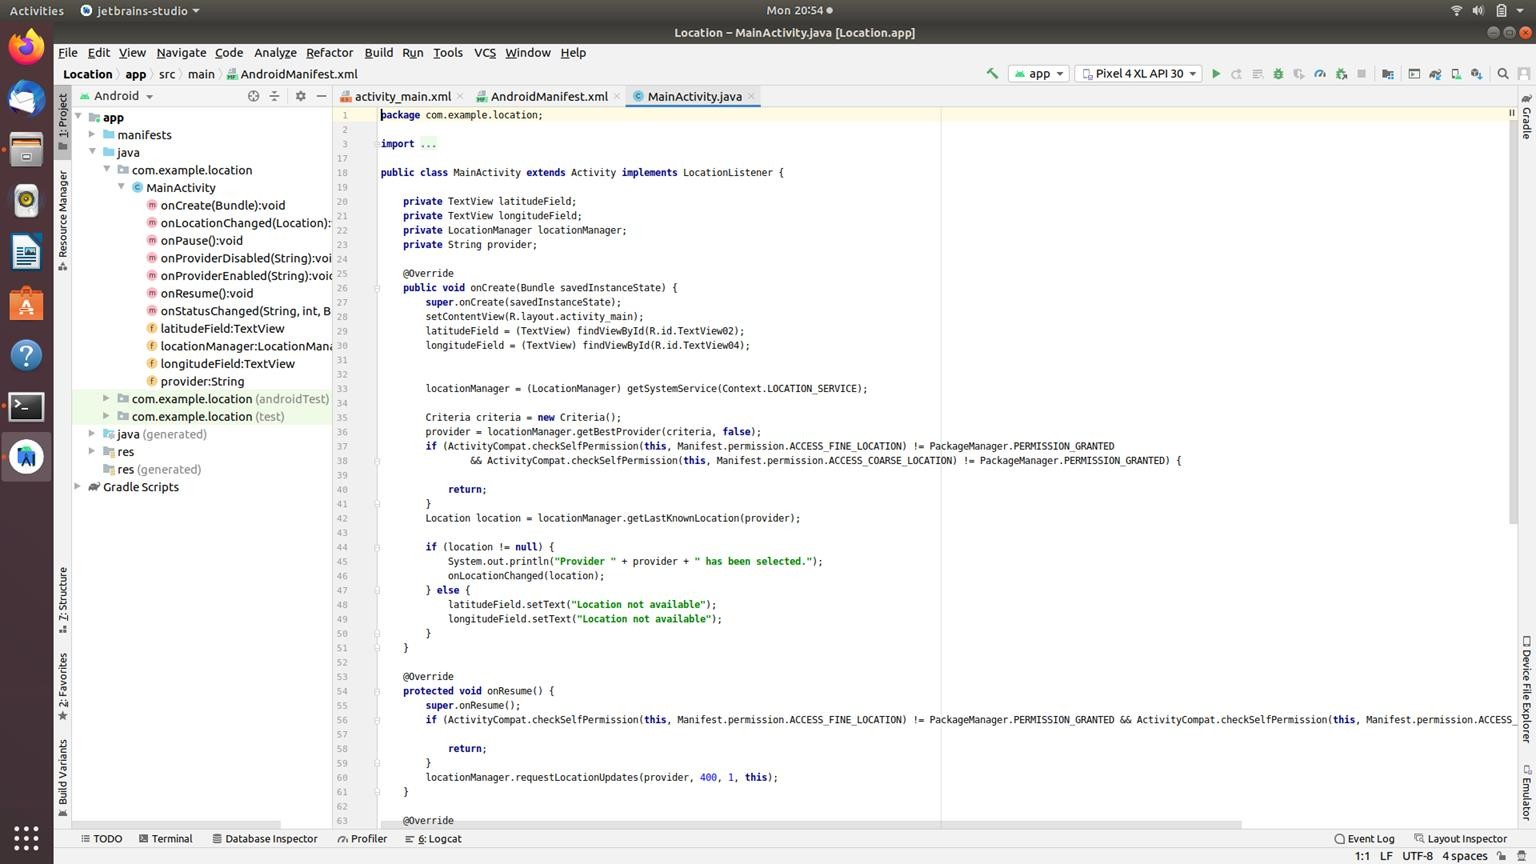 Activities jetbrains-studio Mon 20:54
Location – MainActivity.java [Location.app]
File Edit View Navigate Code Analyze Refactor Build Run Tools VCS Window Help
Location app src main AndroidManifest.xml app Pixel 4 XL API 30
Android activity_main.xml AndroidManifest.xml MainActivity.java
1: Project
Resource Manager
7: Structure
2: Favorites
Build Variants
app
manifests
java
com.example.location
MainActivity
onCreate(Bundle):void
onLocationChanged(Location):
onPause():void
onProviderDisabled(String):voi
onProviderEnabled(String):voic
onResume():void
onStatusChanged(String, int, B
latitudeField:TextView
locationManager:LocationMana
longitudeField:TextView
provider:String
com.example.location (androidTest)
com.example.location (test)
java (generated)
res
res (generated)
Gradle Scripts
1 package com.example.location;
2
3 import ...
17
18 public class MainActivity extends Activity implements LocationListener {
19
20 private TextView latitudeField;
21 private TextView longitudeField;
22 private LocationManager locationManager;
23 private String provider;
24
25 @Override
26 public void onCreate(Bundle savedInstanceState) {
27 super.onCreate(savedInstanceState);
28 setContentView(R.layout.activity_main);
29 latitudeField = (TextView) findViewById(R.id.TextView02);
30 longitudeField = (TextView) findViewById(R.id.TextView04);
31
32
33 locationManager = (LocationManager) getSystemService(Context.LOCATION_SERVICE);
34
35 Criteria criteria = new Criteria();
36 provider = locationManager.getBestProvider(criteria, false);
37 if (ActivityCompat.checkSelfPermission(this, Manifest.permission.ACCESS_FINE_LOCATION) != PackageManager.PERMISSION_GRANTED
38 && ActivityCompat.checkSelfPermission(this, Manifest.permission.ACCESS_COARSE_LOCATION) != PackageManager.PERMISSION_GRANTED) {
39
40 return;
41 }
42 Location location = locationManager.getLastKnownLocation(provider);
43
44 if (location != null) {
45 System.out.println("Provider " + provider + " has been selected.");
46 onLocationChanged(location);
47 } else {
48 latitudeField.setText("Location not available");
49 longitudeField.setText("Location not available");
50 }
51 }
52
53 @Override
54 protected void onResume() {
55 super.onResume();
56 if (ActivityCompat.checkSelfPermission(this, Manifest.permission.ACCESS_FINE_LOCATION) != PackageManager.PERMISSION_GRANTED && ActivityCompat.checkSelfPermission(this, Manifest.permission.ACCESS_
57
58 return;
59 }
60 locationManager.requestLocationUpdates(provider, 400, 1, this);
61 }
62
63 @Override
Gradle
Device File Explorer
Emulator
TODO Terminal Database Inspector Profiler 6: Logcat Event Log Layout Inspector
1:1 LF UTF-8 4 spaces